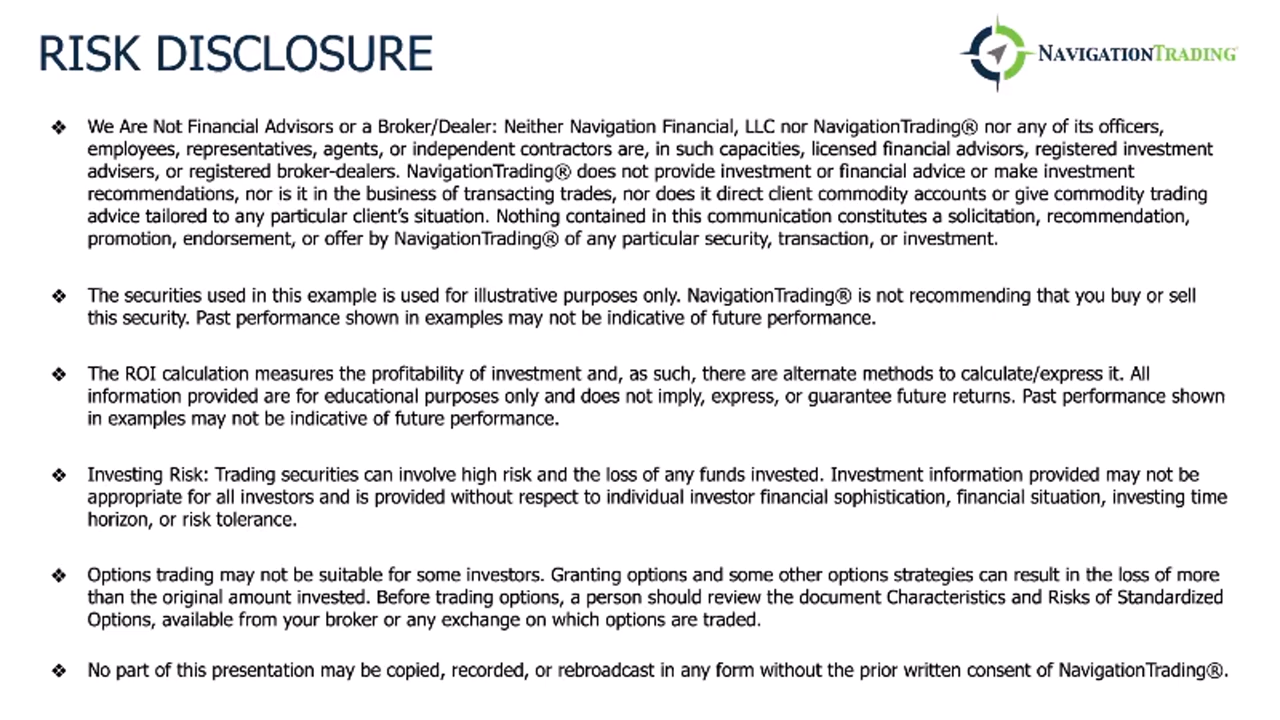 RISK DISCLOSURE
NAVIGATIONTRADING
❖ We Are Not Financial Advisors or a Broker/Dealer: Neither Navigation Financial, LLC nor NavigationTrading® nor any of its officers,
employees, representatives, agents, or independent contractors are, in such capacities, licensed financial advisors, registered investment
advisers, or registered broker-dealers. NavigationTrading® does not provide investment or financial advice or make investment
recommendations, nor is it in the business of transacting trades, nor does it direct client commodity accounts or give commodity trading
advice tailored to any particular client's situation. Nothing contained in this communication constitutes a solicitation, recommendation,
promotion, endorsement, or offer by NavigationTrading® of any particular security, transaction, or investment.
❖ The securities used in this example is used for illustrative purposes only. NavigationTrading® is not recommending that you buy or sell
this security. Past performance shown in examples may not be indicative of future performance.
❖ The ROI calculation measures the profitability of investment and, as such, there are alternate methods to calculate/express it. All
information provided are for educational purposes only and does not imply, express, or guarantee future returns. Past performance shown
in examples may not be indicative of future performance.
❖ Investing Risk: Trading securities can involve high risk and the loss of any funds invested. Investment information provided may not be
appropriate for all investors and is provided without respect to individual investor financial sophistication, financial situation, investing time
horizon, or risk tolerance.
❖ Options trading may not be suitable for some investors. Granting options and some other options strategies can result in the loss of more
than the original amount invested. Before trading options, a person should review the document Characteristics and Risks of Standardized
Options, available from your broker or any exchange on which options are traded.
❖ No part of this presentation may be copied, recorded, or rebroadcast in any form without the prior written consent of NavigationTrading®.